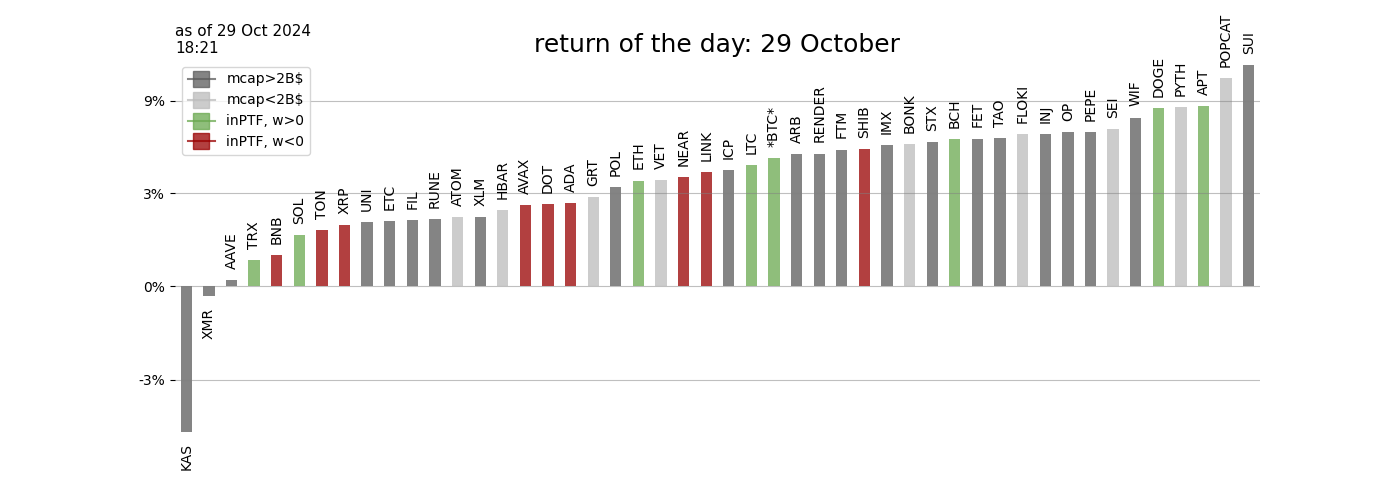 as of 29 Oct 2024
18:21
return of the day: 29 October
mcap>2B$
mcap<2B$
inPTF, w>0
inPTF, w<0
9%
3%
0%
-3%
KAS
XMR
AAVE
TRX
BNB
SOL
TON
XRP
UNI
ETC
FIL
RUNE
ATOM
XLM
HBAR
AVAX
DOT
ADA
GRT
POL
ETH
VET
NEAR
LINK
ICP
LTC
*BTC*
ARB
RENDER
FTM
SHIB
IMX
BONK
STX
BCH
FET
TAO
FLOKI
INJ
OP
PEPE
SEI
WIF
DOGE
PYTH
APT
POPCAT
SUI